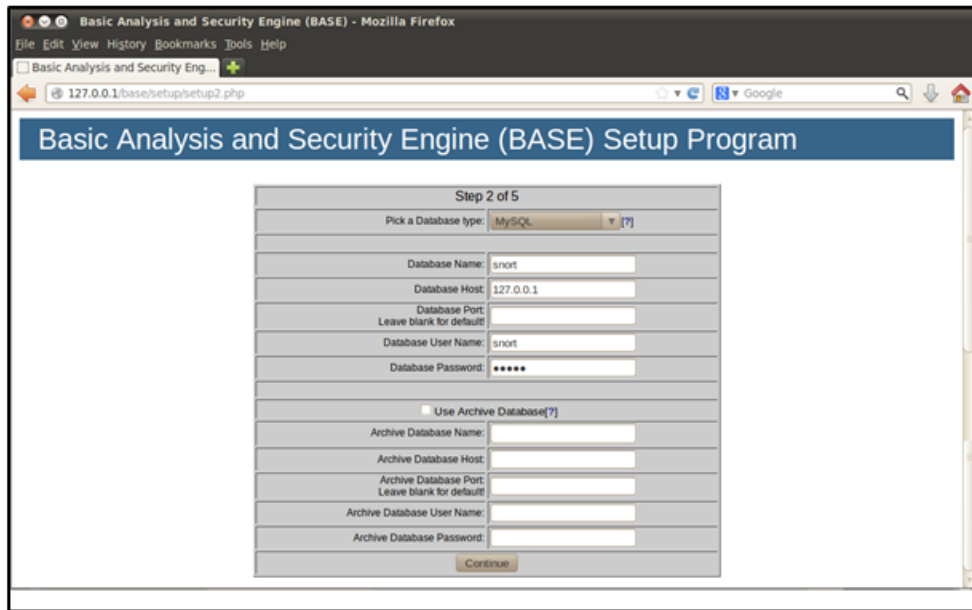 Basic Analysis and Security Engine (BASE) - Mozilla Firefox
File Edit View History Bookmarks Tools Help
Basic Analysis and Security Eng...
127.0.0.1/base/setup/setup2.php
Google
Basic Analysis and Security Engine (BASE) Setup Program
Step 2 of 5
Pick a Database type: MySQL [?]
Database Name: snort
Database Host: 127.0.0.1
Database Port:
Leave blank for default!
Database User Name: snort
Database Password: •••••
Use Archive Database[?]
Archive Database Name:
Archive Database Host:
Archive Database Port:
Leave blank for default!
Archive Database User Name:
Archive Database Password:
Continue